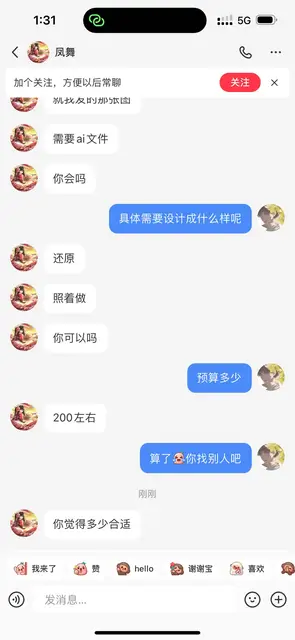 1:31
5G
凤舞
加个关注，方便以后常聊
关注
就我发的那张图
需要ai文件
你会吗
具体需要设计成什么样呢
还原
照着做
你可以吗
预算多少
200左右
算了你找别人吧
刚刚
你觉得多少合适
我来了
赞
hello
谢谢宝
喜欢
发消息...